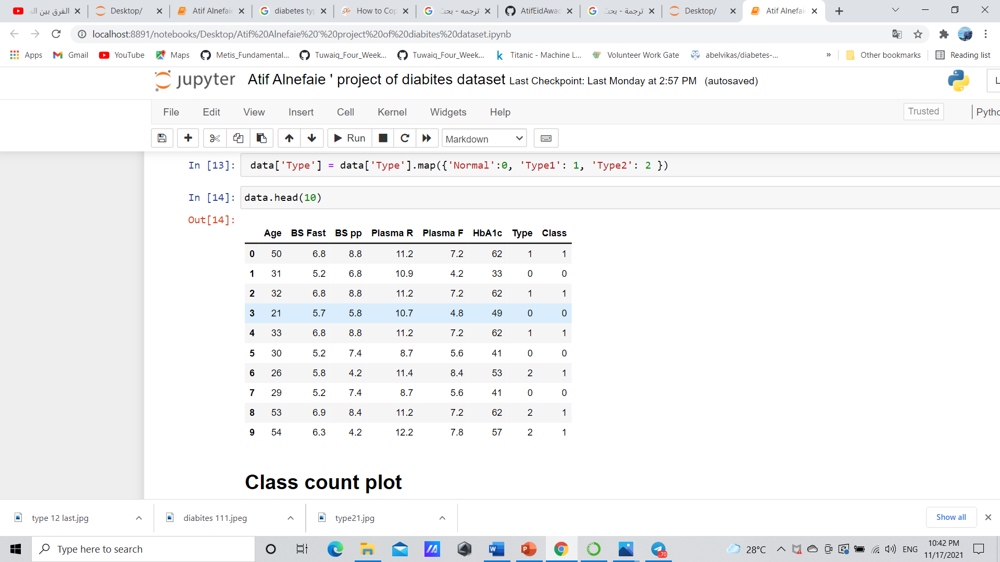 الفرق بين ال
Desktop/
Atif Alnefaie
diabetes typ
How to Cop
ترجمه - بحث
AtifEidAwad
ترجمة - بحث
Desktop/
Atif Alnefaie
localhost:8891/notebooks/Desktop/Atif%20Alnefaie%20'%20project%20of%20diabites%20dataset.ipynb
Apps Gmail YouTube Maps Metis_Fundamental... Tuwaiq_Four_Week... Tuwaiq_Four_Week... Titanic - Machine L... Volunteer Work Gate abelvikas/diabetes-... » Other bookmarks Reading list
jupyter Atif Alnefaie ' project of diabites dataset Last Checkpoint: Last Monday at 2:57 PM (autosaved)
L
File Edit View Insert Cell Kernel Widgets Help Trusted Pytho
Run Markdown
In [13]: data['Type'] = data['Type'].map({'Normal':0, 'Type1': 1, 'Type2': 2 })
In [14]: data.head(10)
Out[14]:
Age BS Fast BS pp Plasma R Plasma F HbA1c Type Class
0 50 6.8 8.8 11.2 7.2 62 1 1
1 31 5.2 6.8 10.9 4.2 33 0 0
2 32 6.8 8.8 11.2 7.2 62 1 1
3 21 5.7 5.8 10.7 4.8 49 0 0
4 33 6.8 8.8 11.2 7.2 62 1 1
5 30 5.2 7.4 8.7 5.6 41 0 0
6 26 5.8 4.2 11.4 8.4 53 2 1
7 29 5.2 7.4 8.7 5.6 41 0 0
8 53 6.9 8.4 11.2 7.2 62 2 1
9 54 6.3 4.2 12.2 7.8 57 2 1
Class count plot
type 12 last.jpg diabites 111.jpeg type21.jpg Show all
Type here to search 70 28°C ENG 10:42 PM
11/17/2021